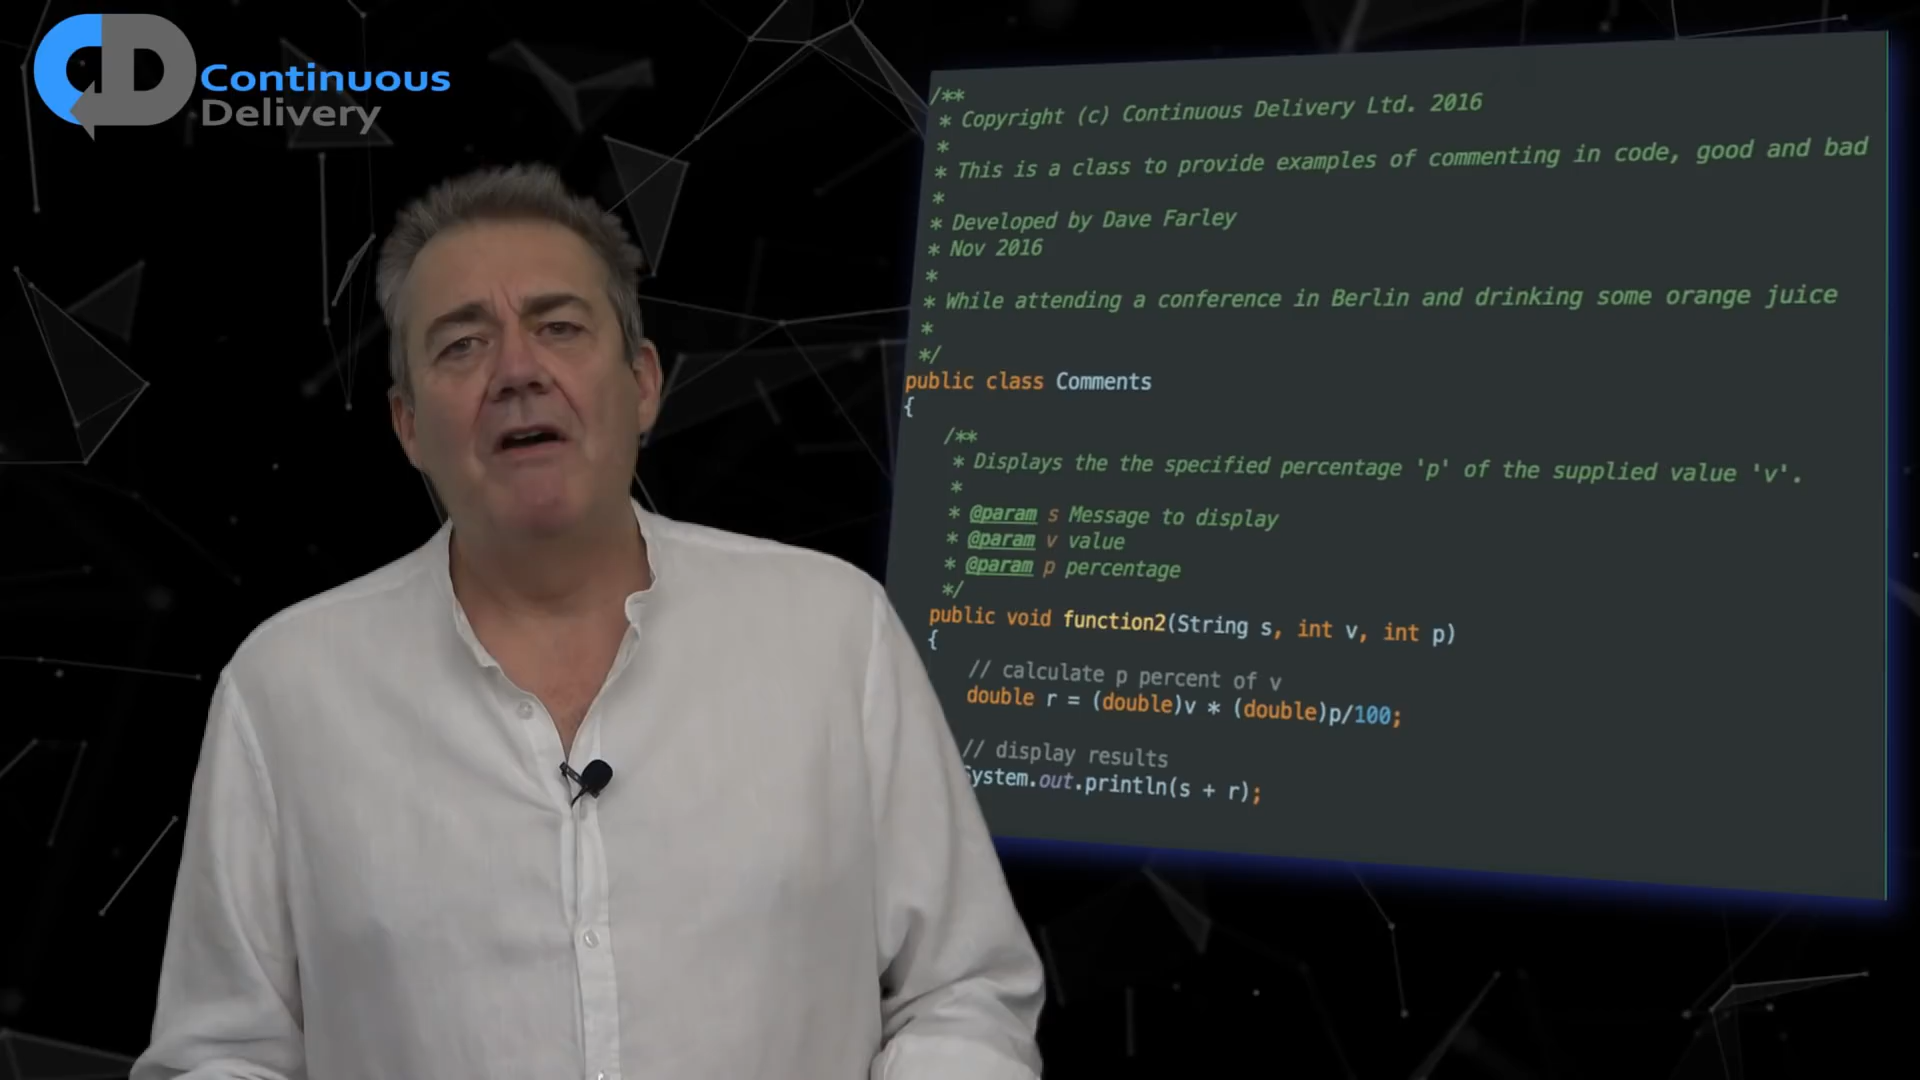 Continuous
Delivery
/**
* Copyright (c) Continuous Delivery Ltd. 2016
*
* This is a class to provide examples of commenting in code, good and bad
*
* Developed by Dave Farley
* Nov 2016
*
* While attending a conference in Berlin and drinking some orange juice
*
*/
public class Comments
{
/**
* Displays the the specified percentage 'p' of the supplied value 'v'.
*
* @param s Message to display
* @param v value
* @param p percentage
*/
public void function2(String s, int v, int p)
{
// calculate p percent of v
double r = (double)v * (double)p/100;
// display results
System.out.println(s + r);